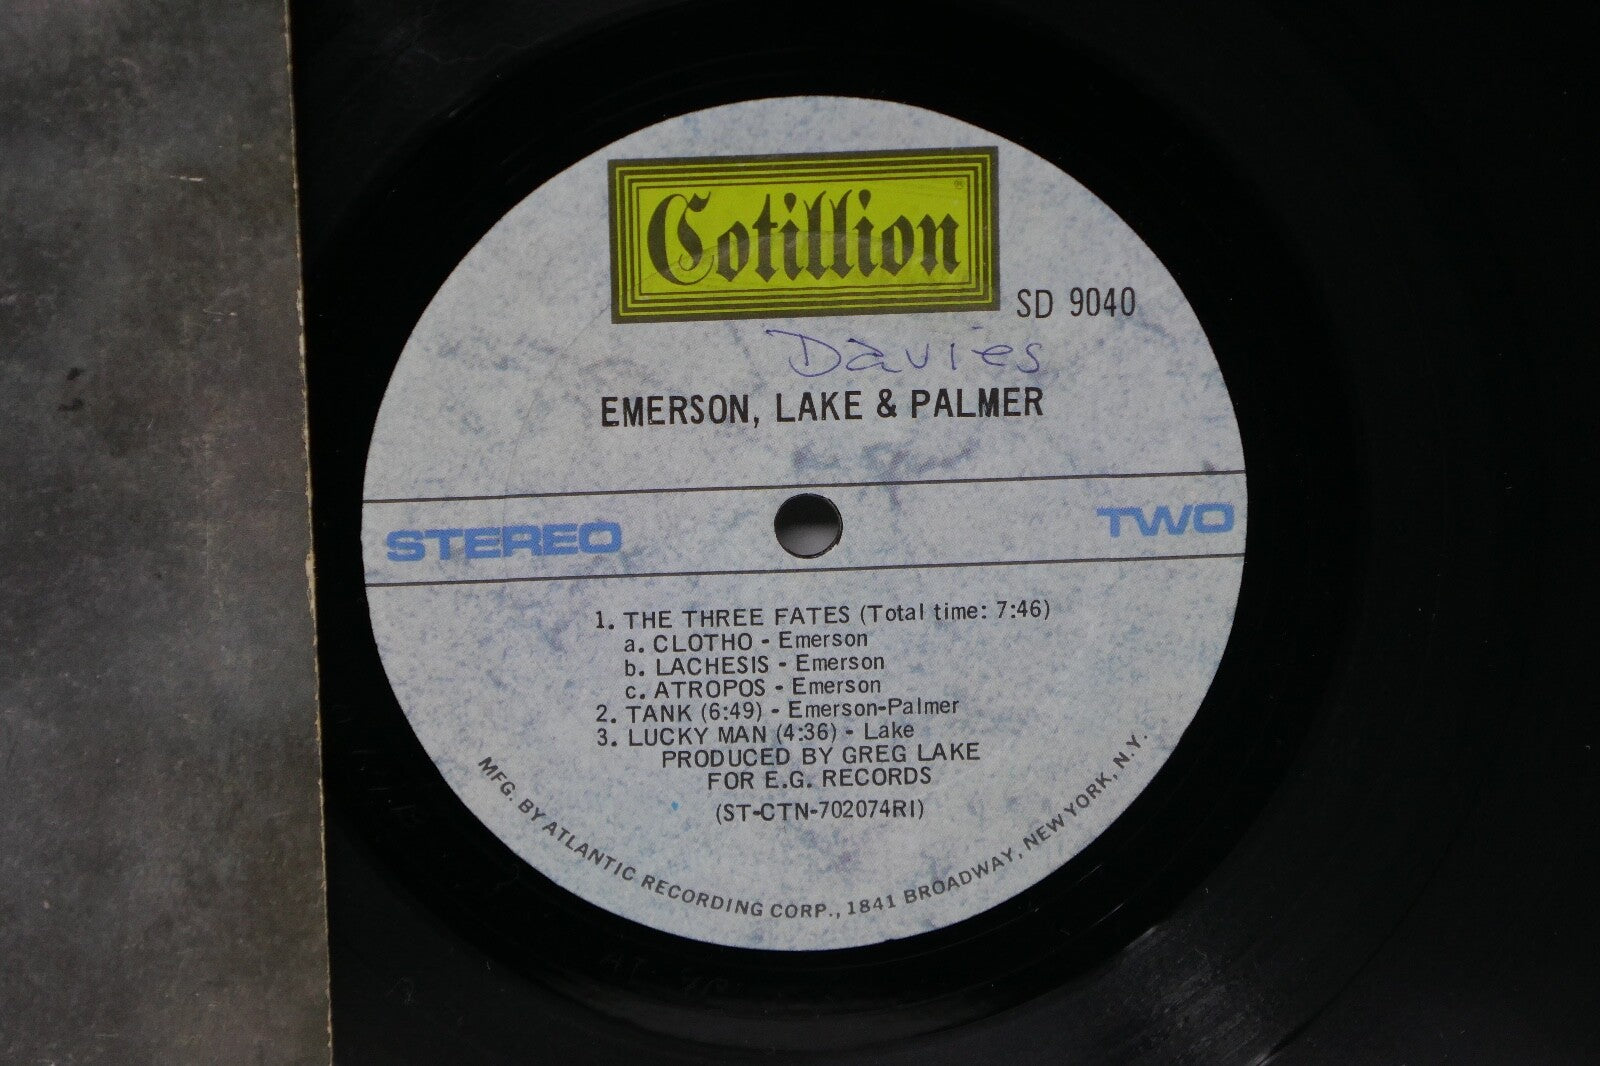 Cotillion ®
SD 9040
Davies
EMERSON, LAKE & PALMER
STEREO
TWO
1. THE THREE FATES (Total time: 7:46)
a. CLOTHO - Emerson
b. LACHESIS - Emerson
c. ATROPOS - Emerson
2. TANK (6:49) - Emerson-Palmer
3. LUCKY MAN (4:36) - Lake
PRODUCED BY GREG LAKE
FOR E.G. RECORDS
(ST-CTN-702074RI)
MFG. BY ATLANTIC RECORDING CORP., 1841 BROADWAY, NEW YORK, N.Y.